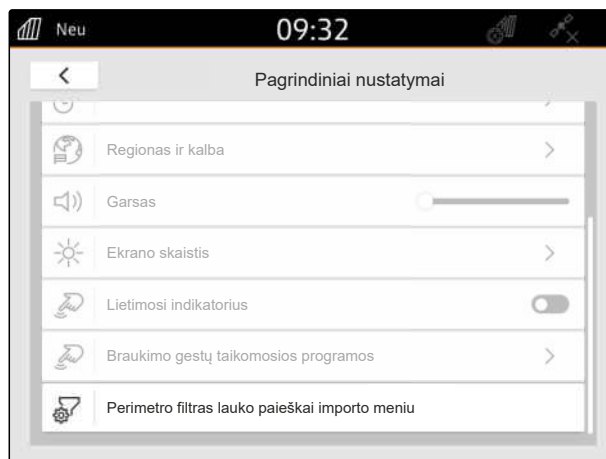 Neu
09:32
Pagrindiniai nustatymai
Regionas ir kalba
Garsas
Ekrano skaistis
Lietimosi indikatorius
Braukimo gestų taikomosios programos
Perimetro filtras lauko paieškai importo meniu